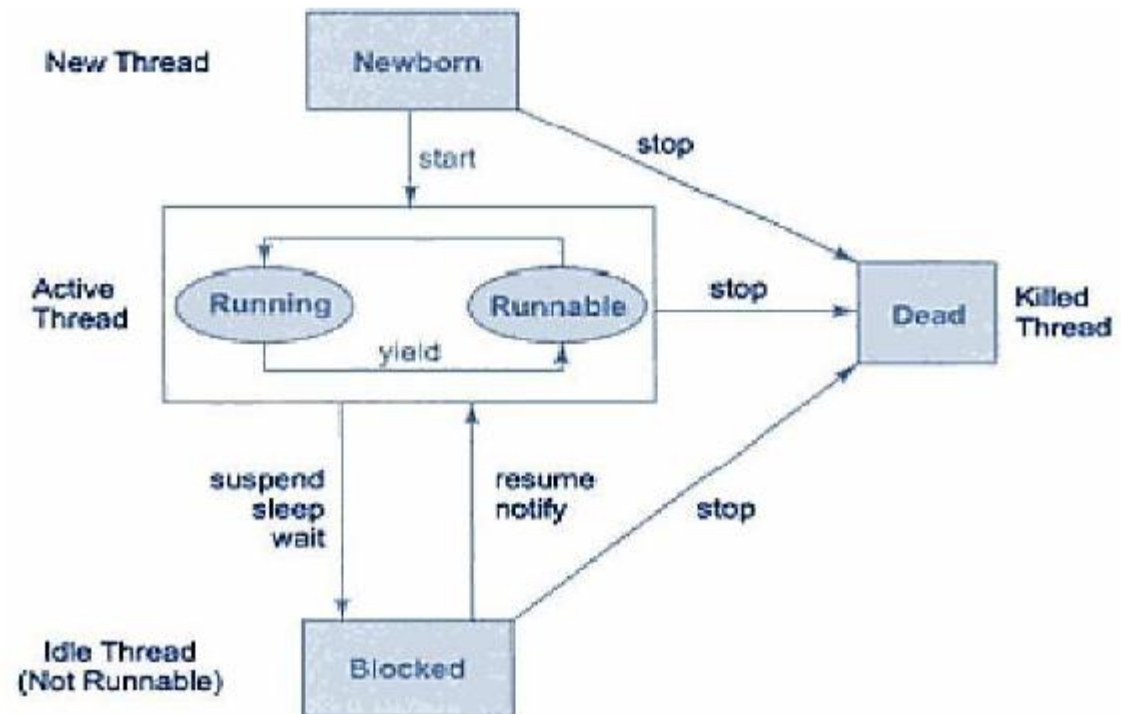 New Thread
Newborn
start
stop
Active
Thread
Running
Runnable
yield
stop
Dead
Killed
Thread
suspend
sleep
wait
resume
notify
stop
Idle Thread
(Not Runnable)
Blocked